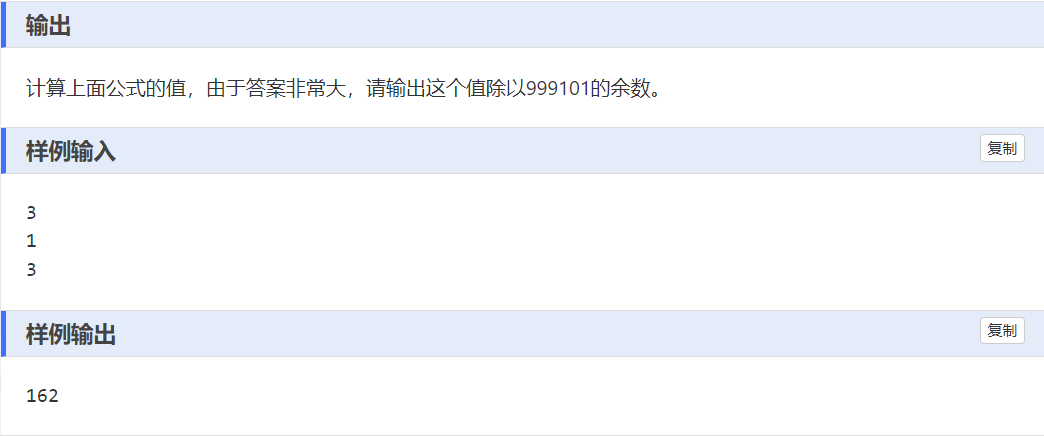 输出
计算上面公式的值，由于答案非常大，请输出这个值除以999101的余数。
样例输入
复制
3
1
3
样例输出
复制
162